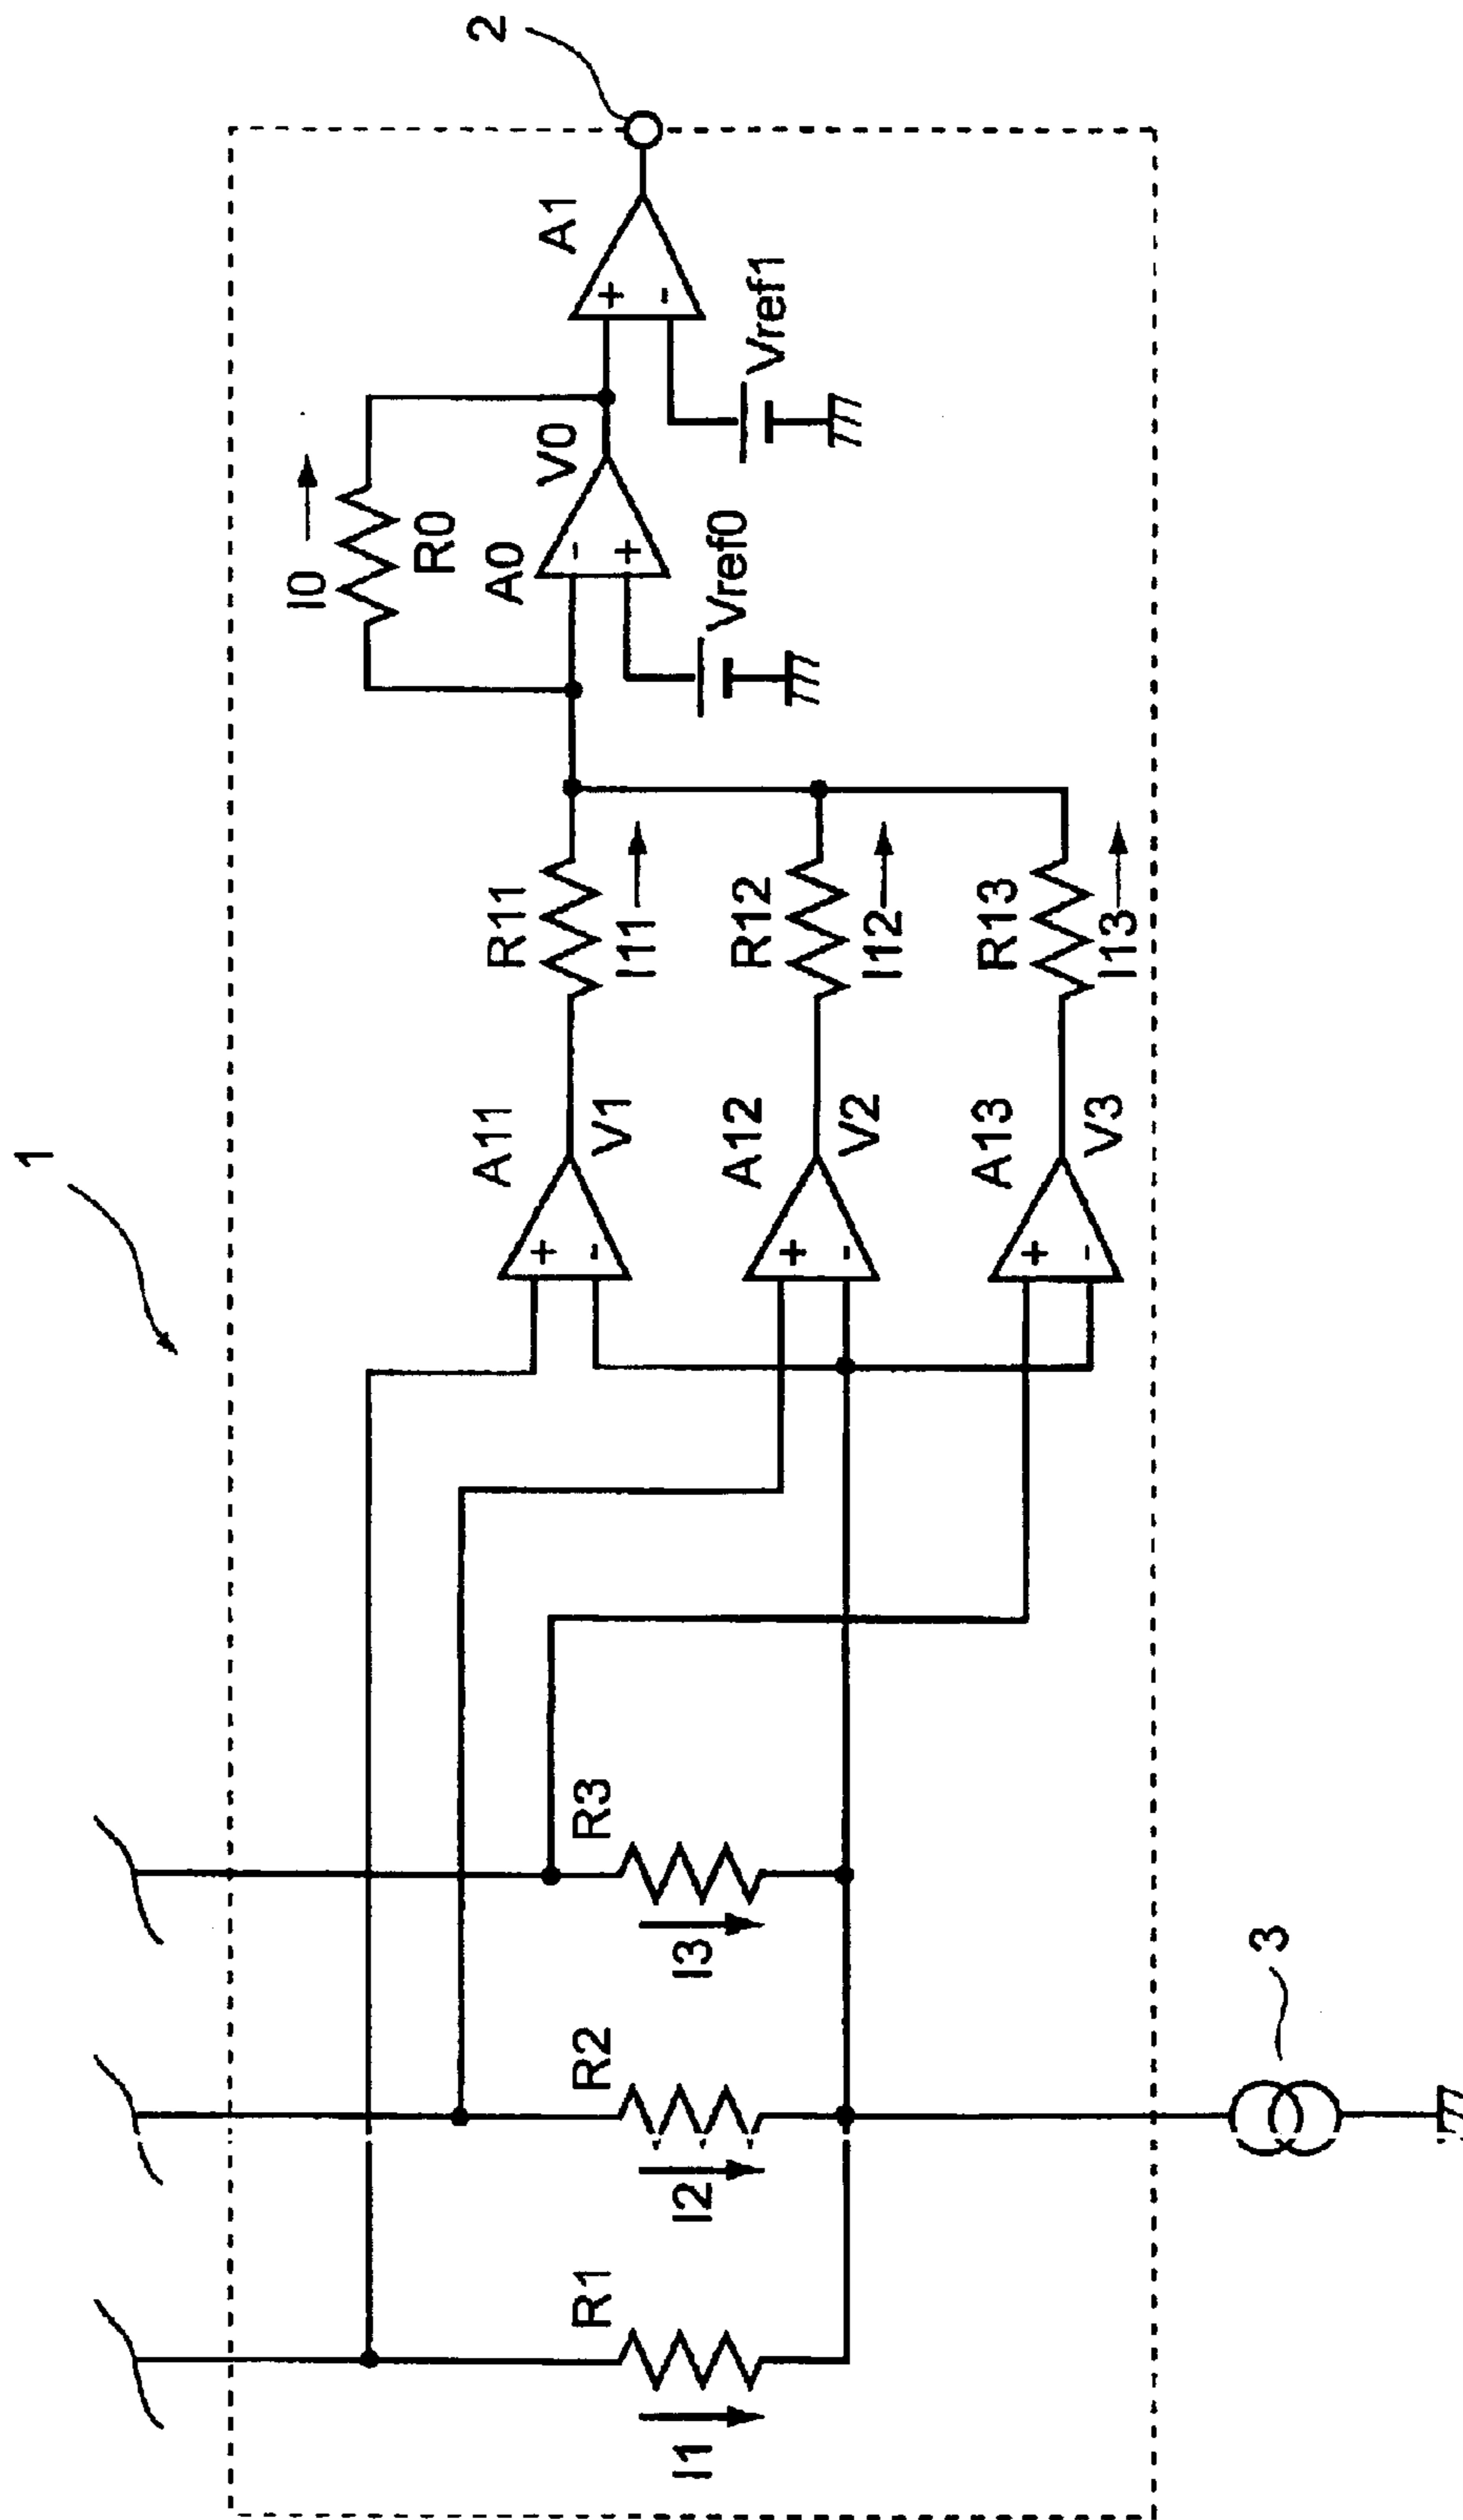 1
2
I0
R0
A0
V0
A1
Vref0
Vref1
R11
I11
R12
I12
R13
I13
A11
V1
A12
V2
A13
V3
+
-
+
-
+
-
-
+
+
-
R1
R2
R3
I1
I2
I3
3